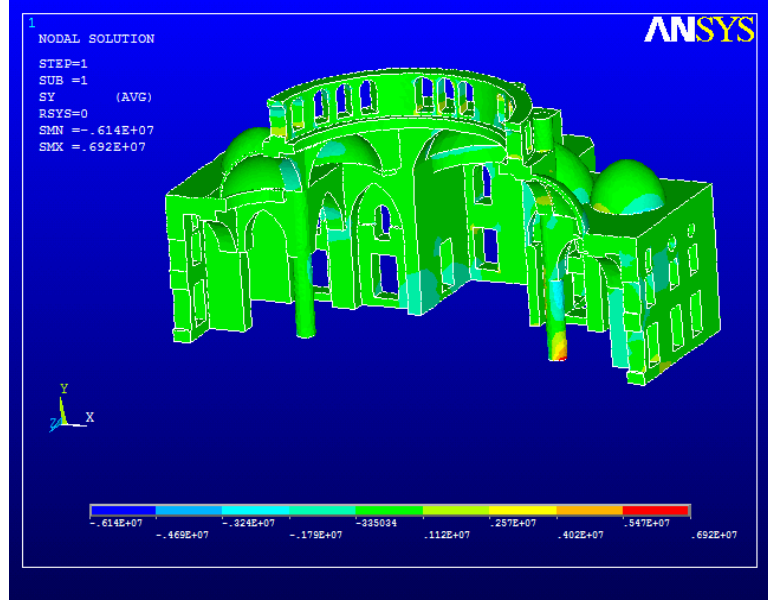 1
ANSYS
NODAL SOLUTION
STEP=1
SUB =1
SY (AVG)
RSYS=0
SMN =-.614E+07
SMX =.692E+07
Y
Z X
-.614E+07 -.324E+07 -335034 .257E+07 .547E+07
-.469E+07 -.179E+07 .112E+07 .402E+07 .692E+07